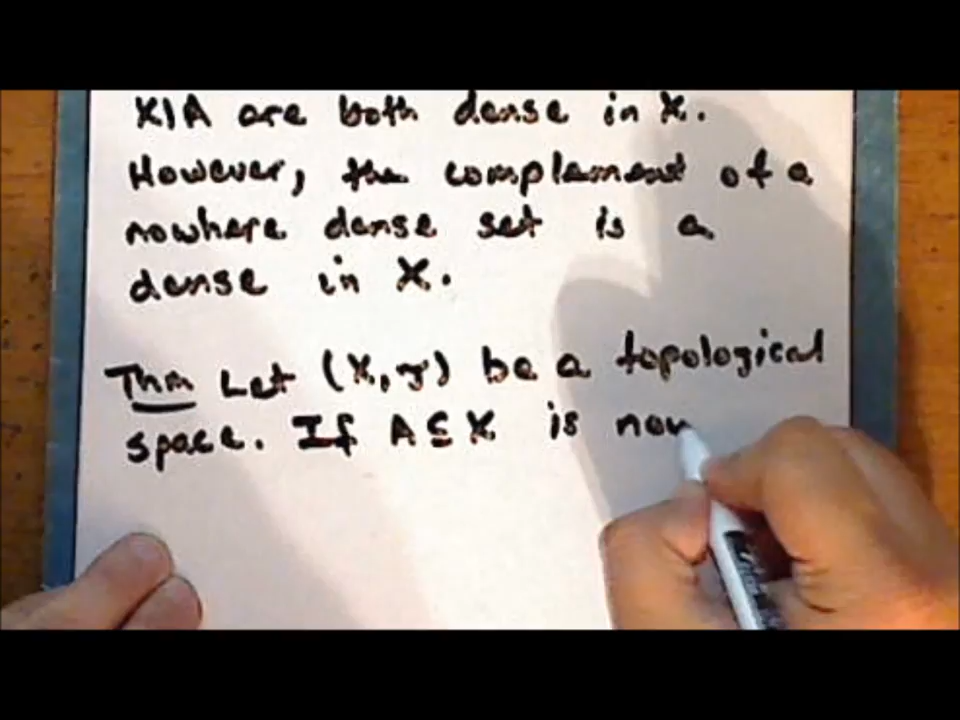 X\A are both dense in X.
However, the complement of a
nowhere dense set is a
dense in X.
Thm Let (X,𝒯) be a topological
space. If A⊆X is now